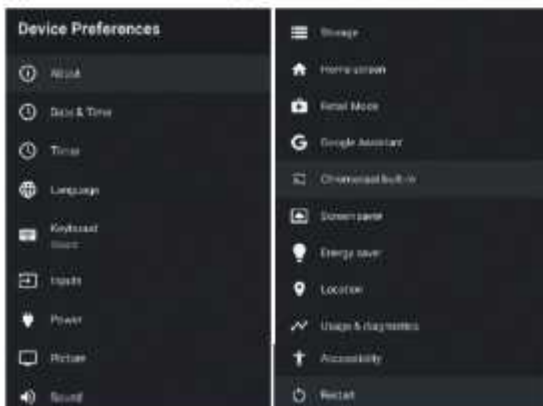 Device Preferences
About
Date & Time
Timer
Language
Keyboard
Inputs
Power
Picture
Sound
Storage
Home screen
Retail Mode
Google Assistant
Chromecast built-in
Screen saver
Energy saver
Location
Usage & diagnostics
Accessibility
Restart